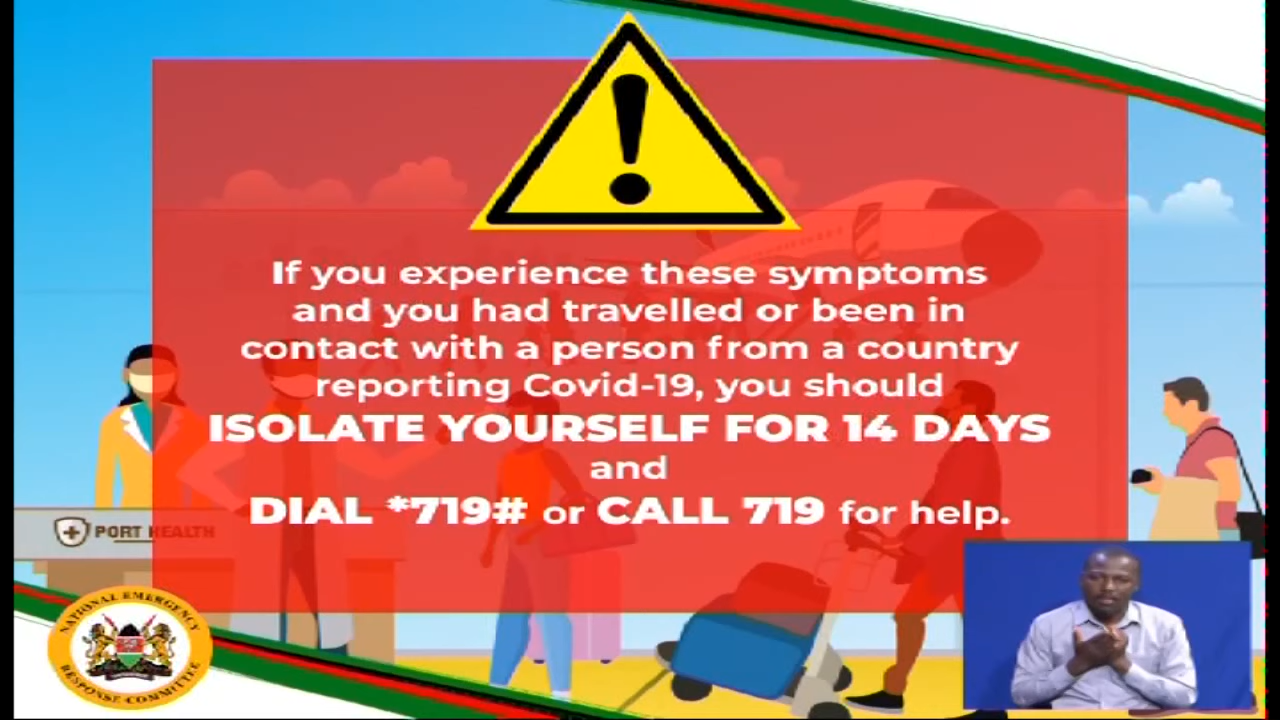 If you experience these symptoms
and you had travelled or been in
contact with a person from a country
reporting Covid-19, you should
ISOLATE YOURSELF FOR 14 DAYS
and
DIAL *719# or CALL 719 for help.
PORT HEALTH
NATIONAL EMERGENCY
RESPONSE COMMITTEE